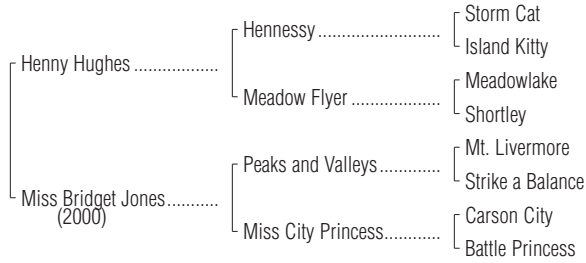 Storm Cat
Hennessy ..........................
Island Kitty
Henny Hughes ..................
Meadowlake
Meadow Flyer ...................
Shortley
Mt. Livermore
Peaks and Valleys .............
Strike a Balance
Miss Bridget Jones ...........
(2000)
Carson City
Miss City Princess ............
Battle Princess